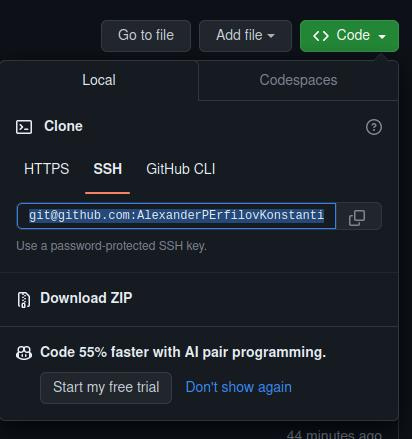 Go to file Add file Code
Local Codespaces
Clone
HTTPS SSH GitHub CLI
git@github.com:AlexanderPErfilovKonstanti
Use a password-protected SSH key.
Download ZIP
Code 55% faster with AI pair programming.
Start my free trial Don't show again
44 minutes ago